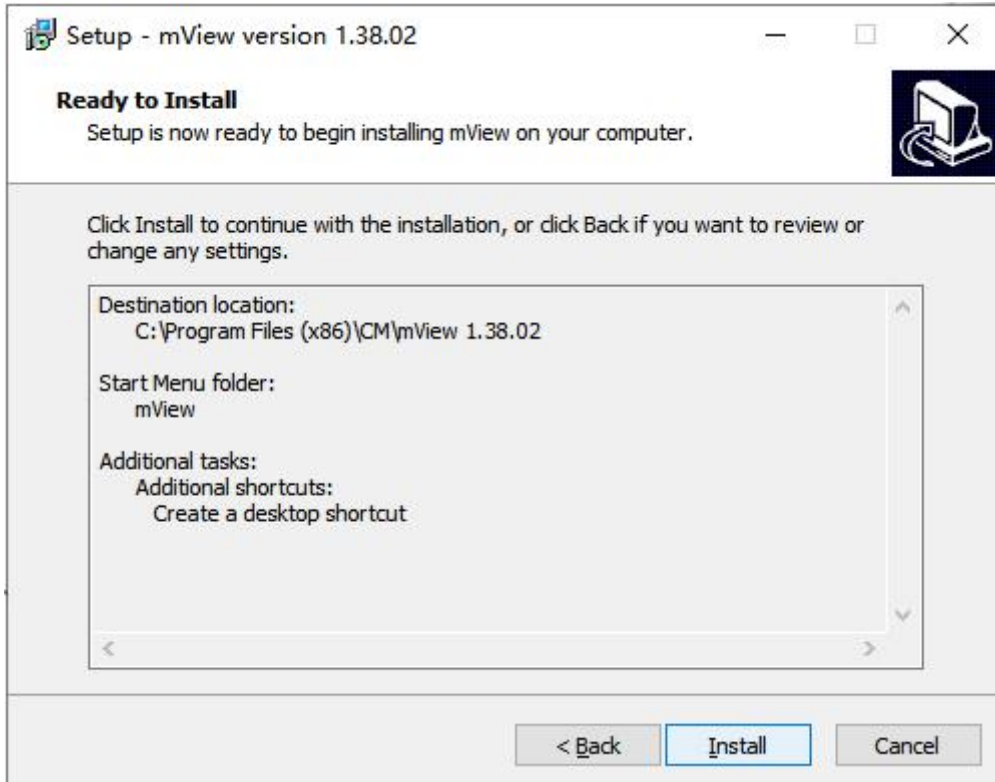 Setup - mView version 1.38.02
Ready to Install
Setup is now ready to begin installing mView on your computer.
Click Install to continue with the installation, or click Back if you want to review or
change any settings.
Destination location:
C:\Program Files (x86)\CM\mView 1.38.02
Start Menu folder:
mView
Additional tasks:
Additional shortcuts:
Create a desktop shortcut
< Back
Install
Cancel